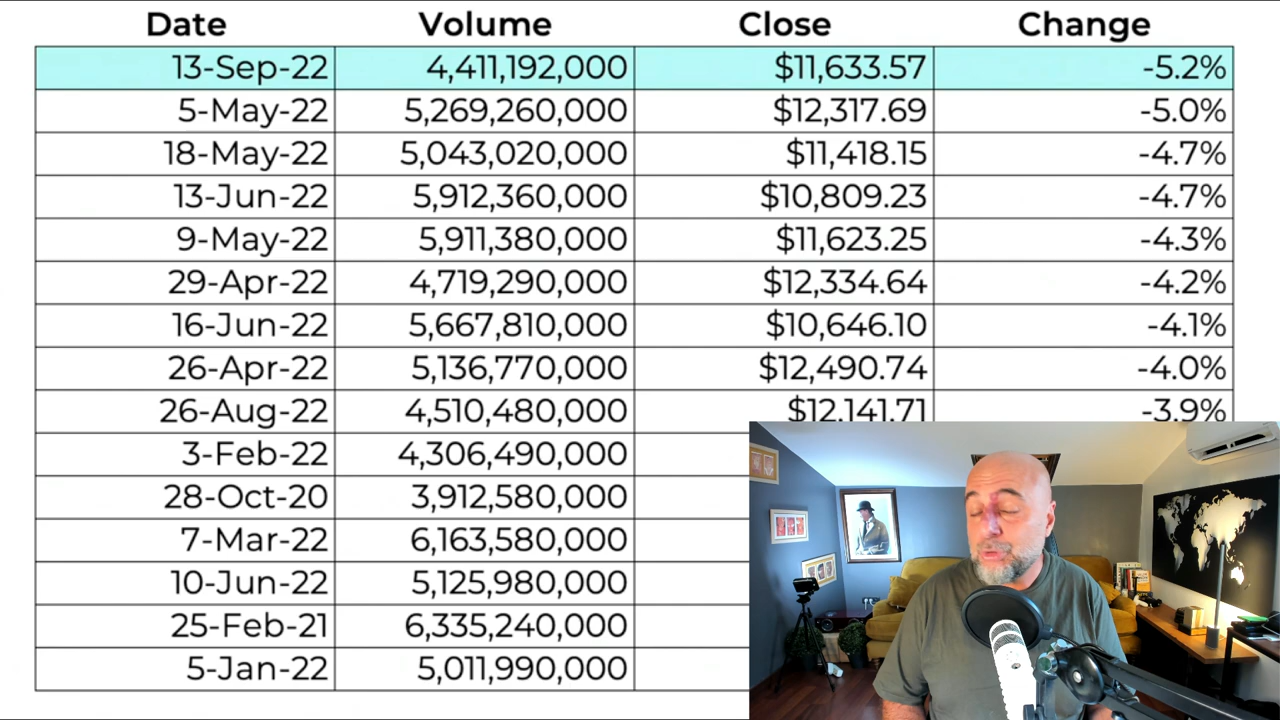 Date Volume Close Change
13-Sep-22 4,411,192,000 $11,633.57 -5.2%
5-May-22 5,269,260,000 $12,317.69 -5.0%
18-May-22 5,043,020,000 $11,418.15 -4.7%
13-Jun-22 5,912,360,000 $10,809.23 -4.7%
9-May-22 5,911,380,000 $11,623.25 -4.3%
29-Apr-22 4,719,290,000 $12,334.64 -4.2%
16-Jun-22 5,667,810,000 $10,646.10 -4.1%
26-Apr-22 5,136,770,000 $12,490.74 -4.0%
26-Aug-22 4,510,480,000 $12,141.71 -3.9%
3-Feb-22 4,306,490,000
28-Oct-20 3,912,580,000
7-Mar-22 6,163,580,000
10-Jun-22 5,125,980,000
25-Feb-21 6,335,240,000
5-Jan-22 5,011,990,000